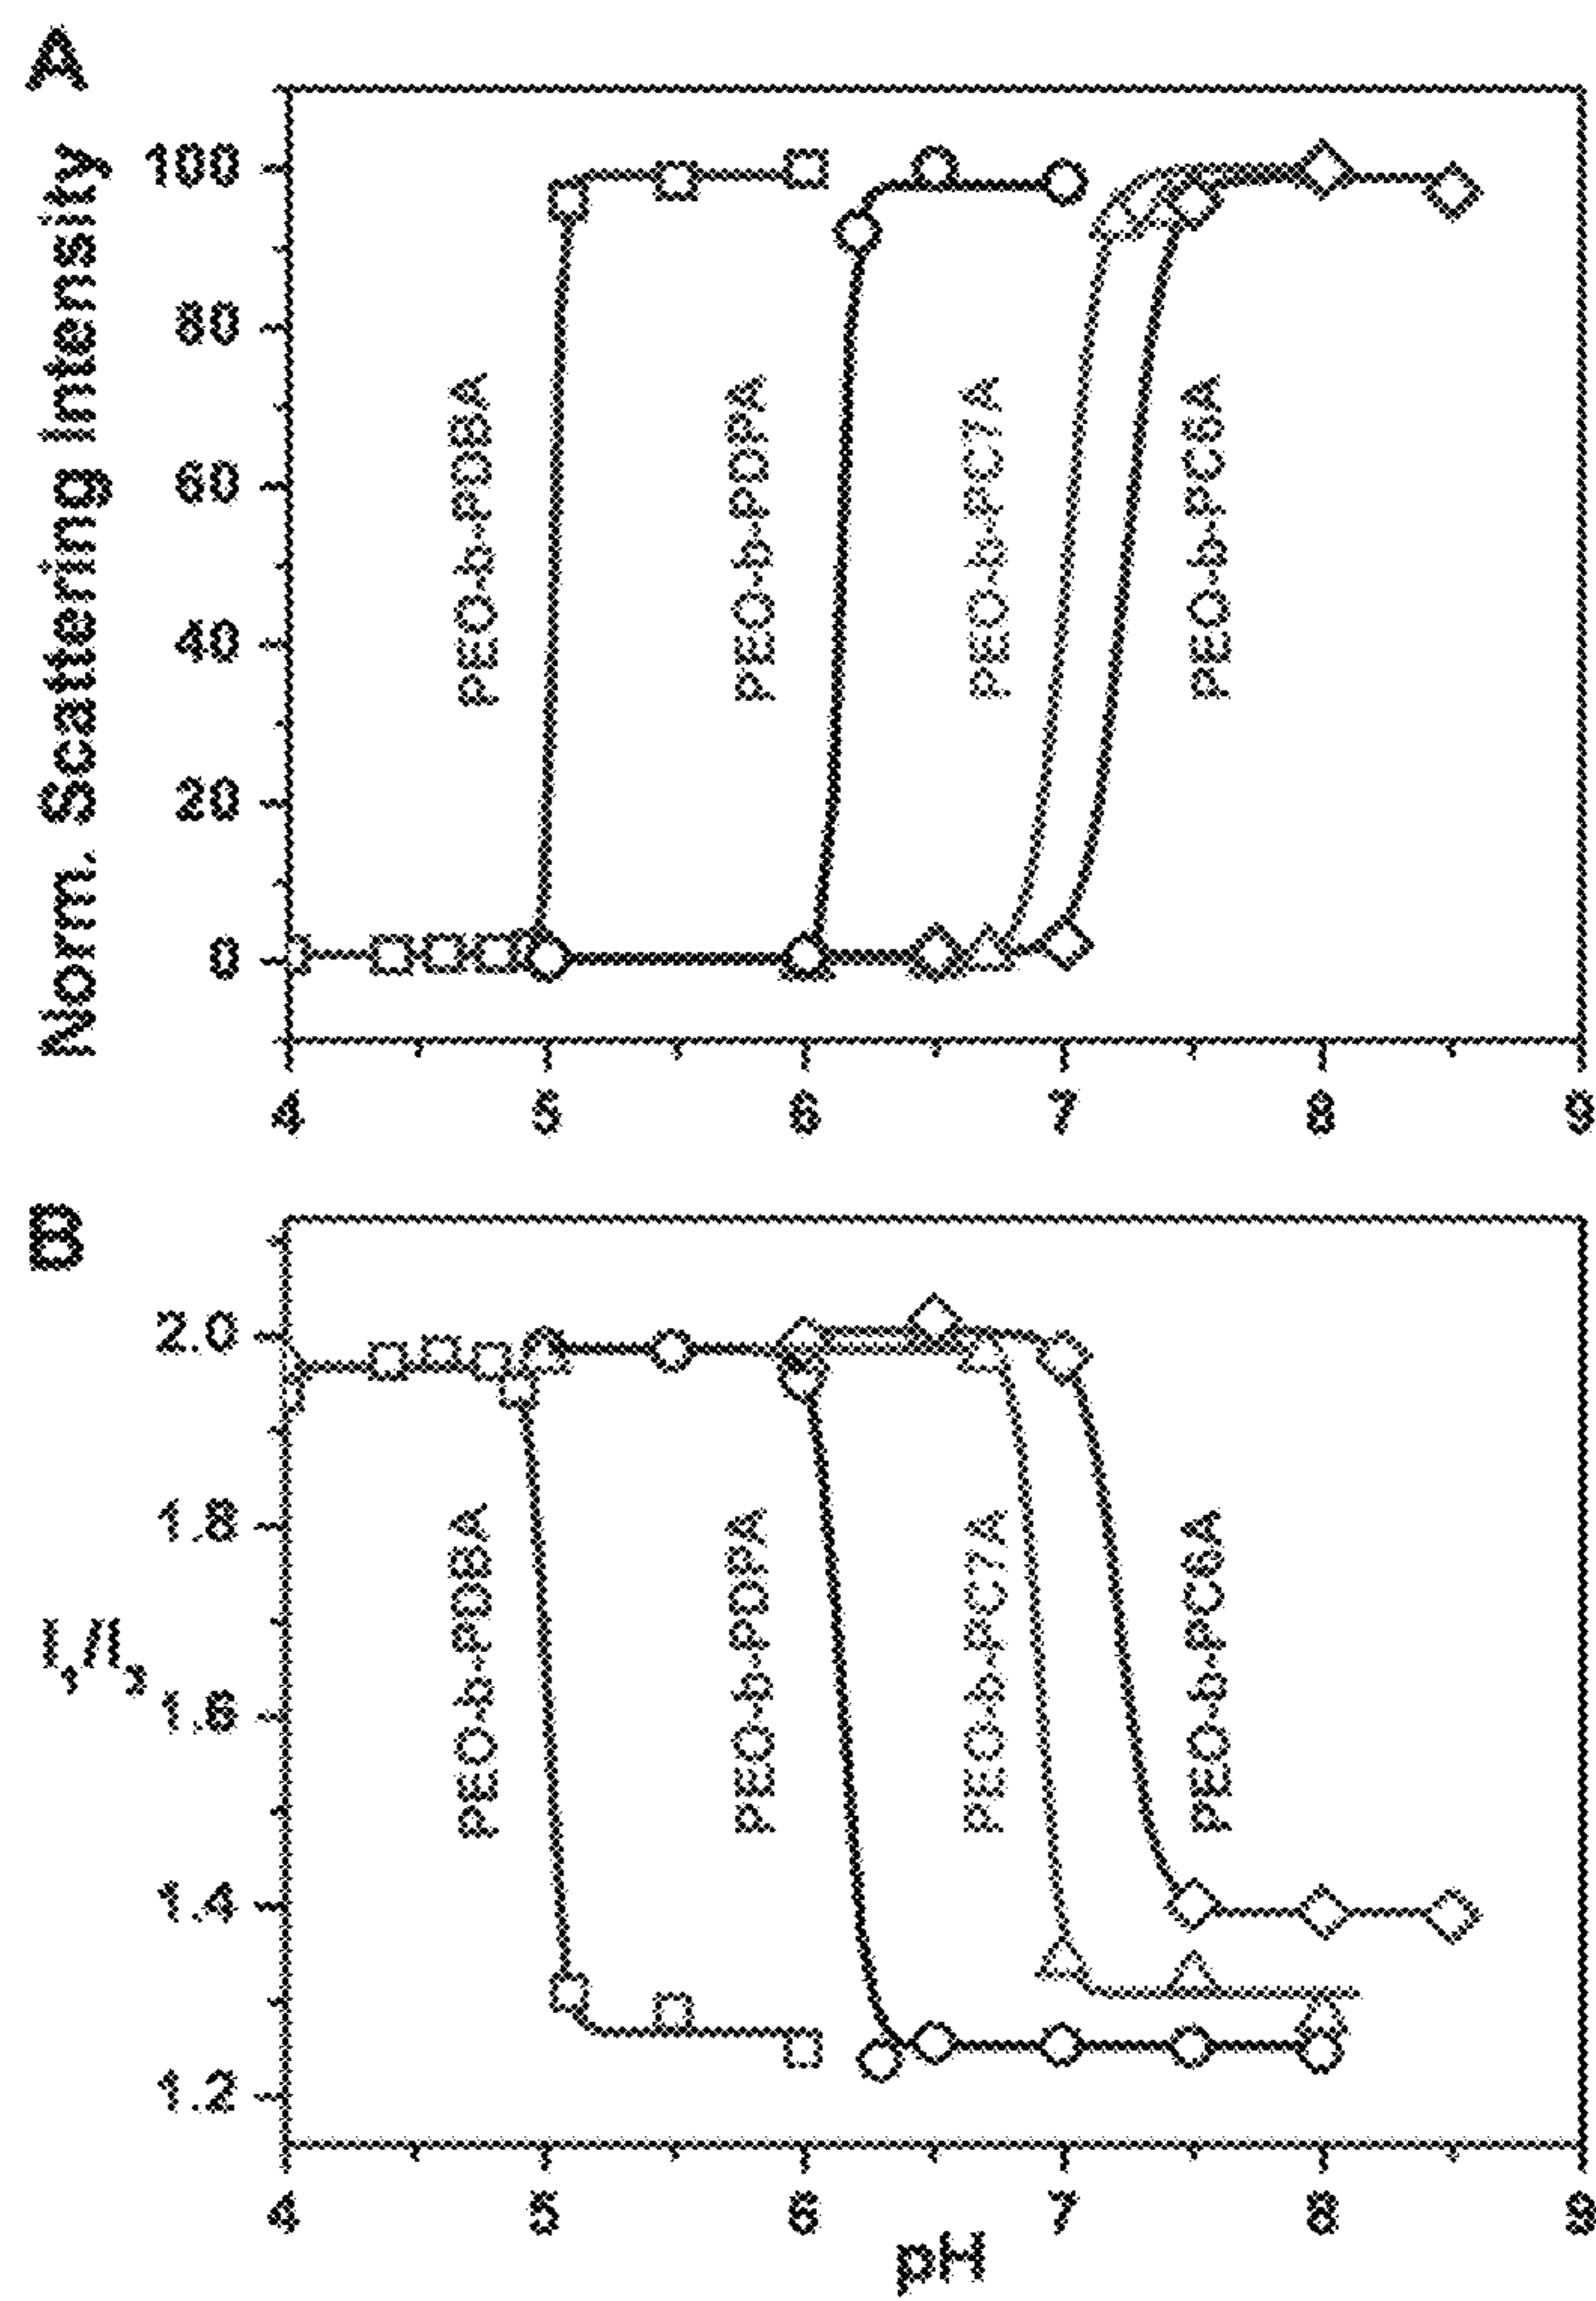 A
Norm. Scattering Intensity
100
80
60
40
20
0
PEO-b-PDBA
PEO-b-PDPA
PEO-b-PC7A
PEO-b-PC6A
4
5
6
7
8
9
B
I₁/I₃
2.0
1.8
1.6
1.4
1.2
PEO-b-PDBA
PEO-b-PDPA
PEO-b-PC7A
PEO-b-PC6A
4
5
6
7
8
9
pH